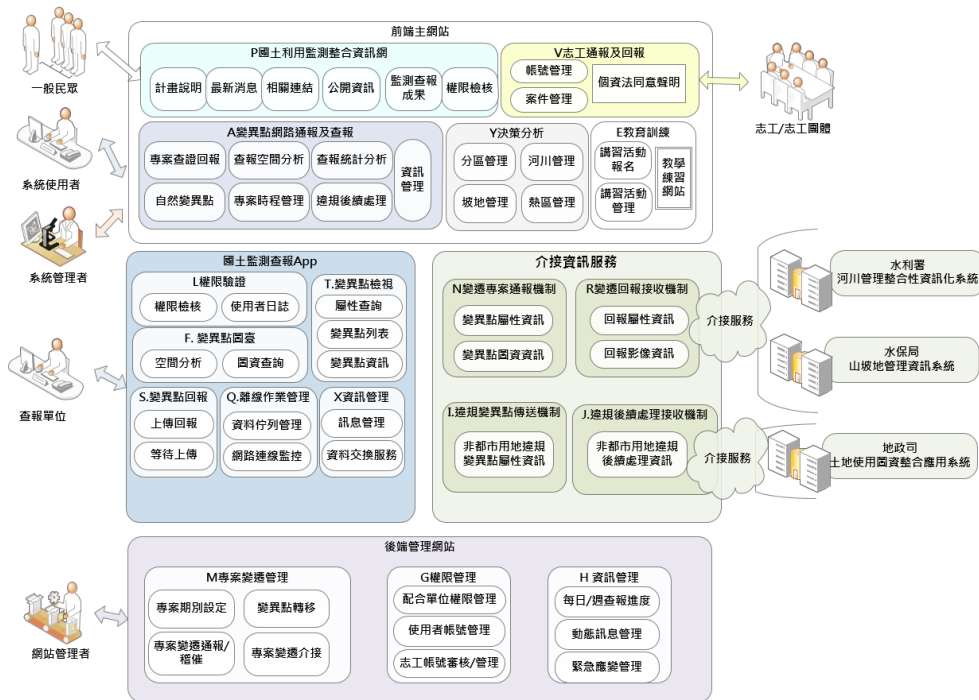 前端主網站
P國土利用監測整合資訊網
計畫說明
最新消息
相關連結
公開資訊
監測查報
成果
權限檢核
V志工通報及回報
帳號管理
案件管理
個資法同意聲明
A變異點網路通報及查報
專案查證回報
查報空間分析
查報統計分析
自然變異點
專案時程管理
違規後續處理
資訊
管理
Y決策分析
分區管理
河川管理
坡地管理
熱區管理
E教育訓練
講習活動
報名
講習活動
管理
教學
練習
網站
一般民眾
系統使用者
系統管理者
志工/志工團體
國土監測查報App
L權限驗證
權限檢核
使用者日誌
F. 變異點圖臺
空間分析
圖資查詢
T.變異點檢視
屬性查詢
變異點列表
變異點資訊
S.變異點回報
上傳回報
等待上傳
Q.離線作業管理
資料佇列管理
網路連線監控
X資訊管理
訊息管理
資料交換服務
查報單位
介接資訊服務
N變遷專案通報機制
變異點屬性資訊
變異點圖資資訊
R變遷回報接收機制
回報屬性資訊
回報影像資訊
I.違規變異點傳送機制
非都市用地違規
變異點屬性資訊
J.違規後續處理接收機制
非都市用地違規
後續處理資訊
介接服務
介接服務
水利署
河川管理整合性資訊化系統
水保局
山坡地管理資訊系統
地政司
土地使用圖資整合應用系統
後端管理網站
M專案變遷管理
專案期別設定
變異點轉移
專案變遷通報/
稽催
專案變遷介接
G權限管理
配合單位權限管理
使用者帳號管理
志工帳號審核/管理
H 資訊管理
每日/週查報進度
動態訊息管理
緊急應變管理
網站管理者